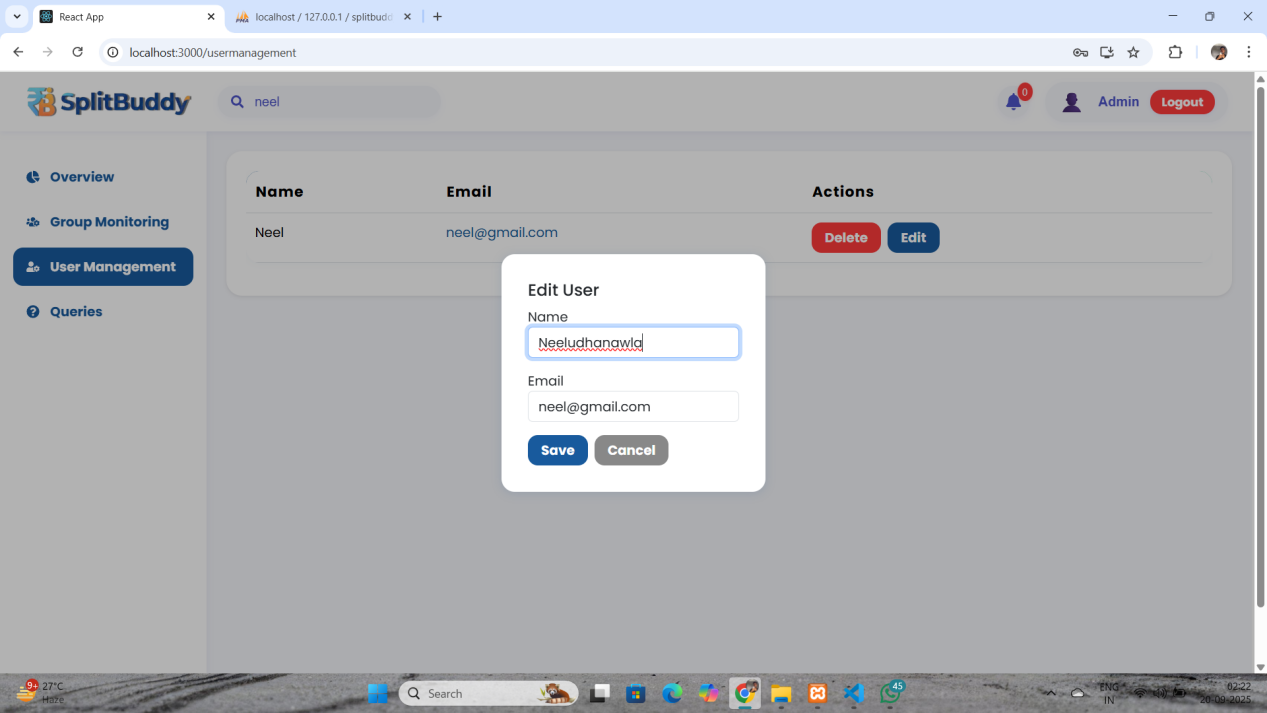 React App
localhost / 127.0.0.1 / splitbudd
localhost:3000/usermanagement
SplitBuddy
neel
0
Admin
Logout
Overview
Group Monitoring
User Management
Queries
Name Email Actions
Neel neel@gmail.com Delete Edit
Edit User
Name
Neeludhanawla
Email
neel@gmail.com
Save Cancel
9+
27°C
Haze
Search
45
ENG
IN
02:22
20-09-2025